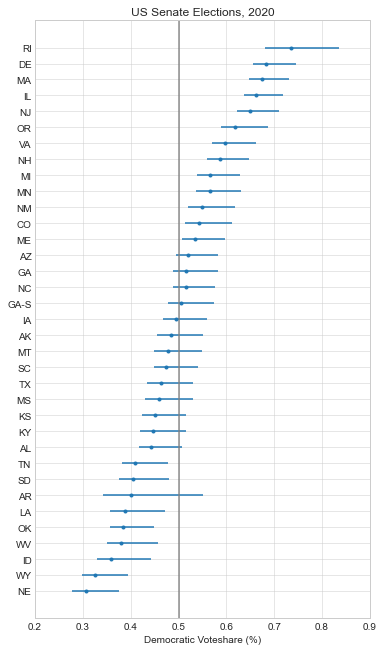 US Senate Elections, 2020
RI
DE
MA
IL
NJ
OR
VA
NH
MI
MN
NM
CO
ME
AZ
GA
NC
GA-S
IA
AK
MT
SC
TX
MS
KS
KY
AL
TN
SD
AR
LA
OK
WV
ID
WY
NE
0.2 0.3 0.4 0.5 0.6 0.7 0.8 0.9
Democratic Voteshare (%)